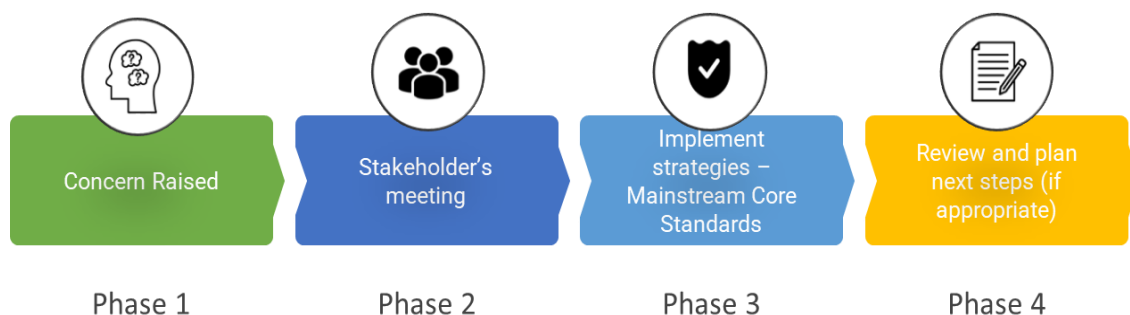 Concern Raised
Stakeholder’s
meeting
Implement
strategies –
Mainstream Core
Standards
Review and plan
next steps (if
appropriate)
Phase 1
Phase 2
Phase 3
Phase 4